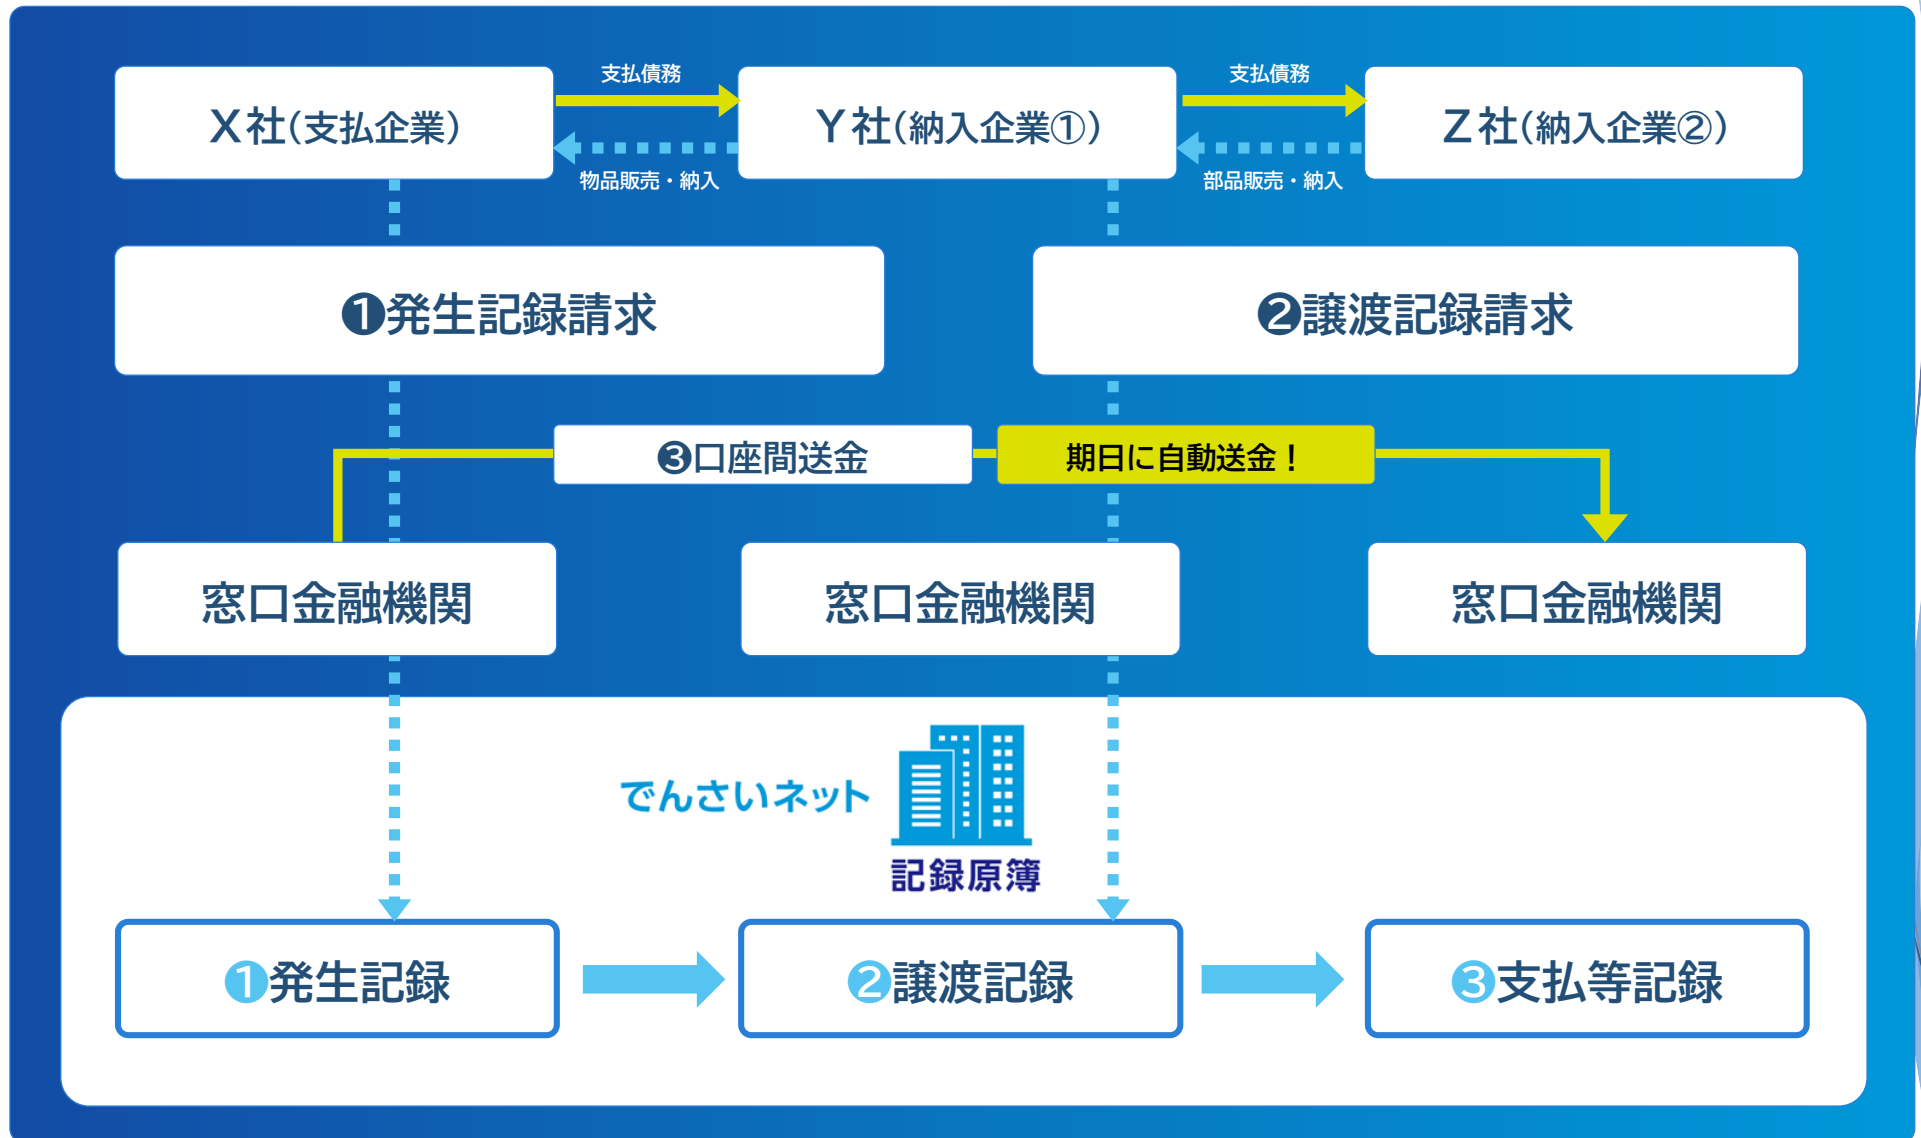 支払債務
支払債務
X社(支払企業)
Y社(納入企業①)
Z社(納入企業②)
物品販売・納入
部品販売・納入
❶発生記録請求
❷譲渡記録請求
❸口座間送金
期日に自動送金！
窓口金融機関
窓口金融機関
窓口金融機関
でんさいネット
記録原簿
❶発生記録
❷譲渡記録
❸支払等記録